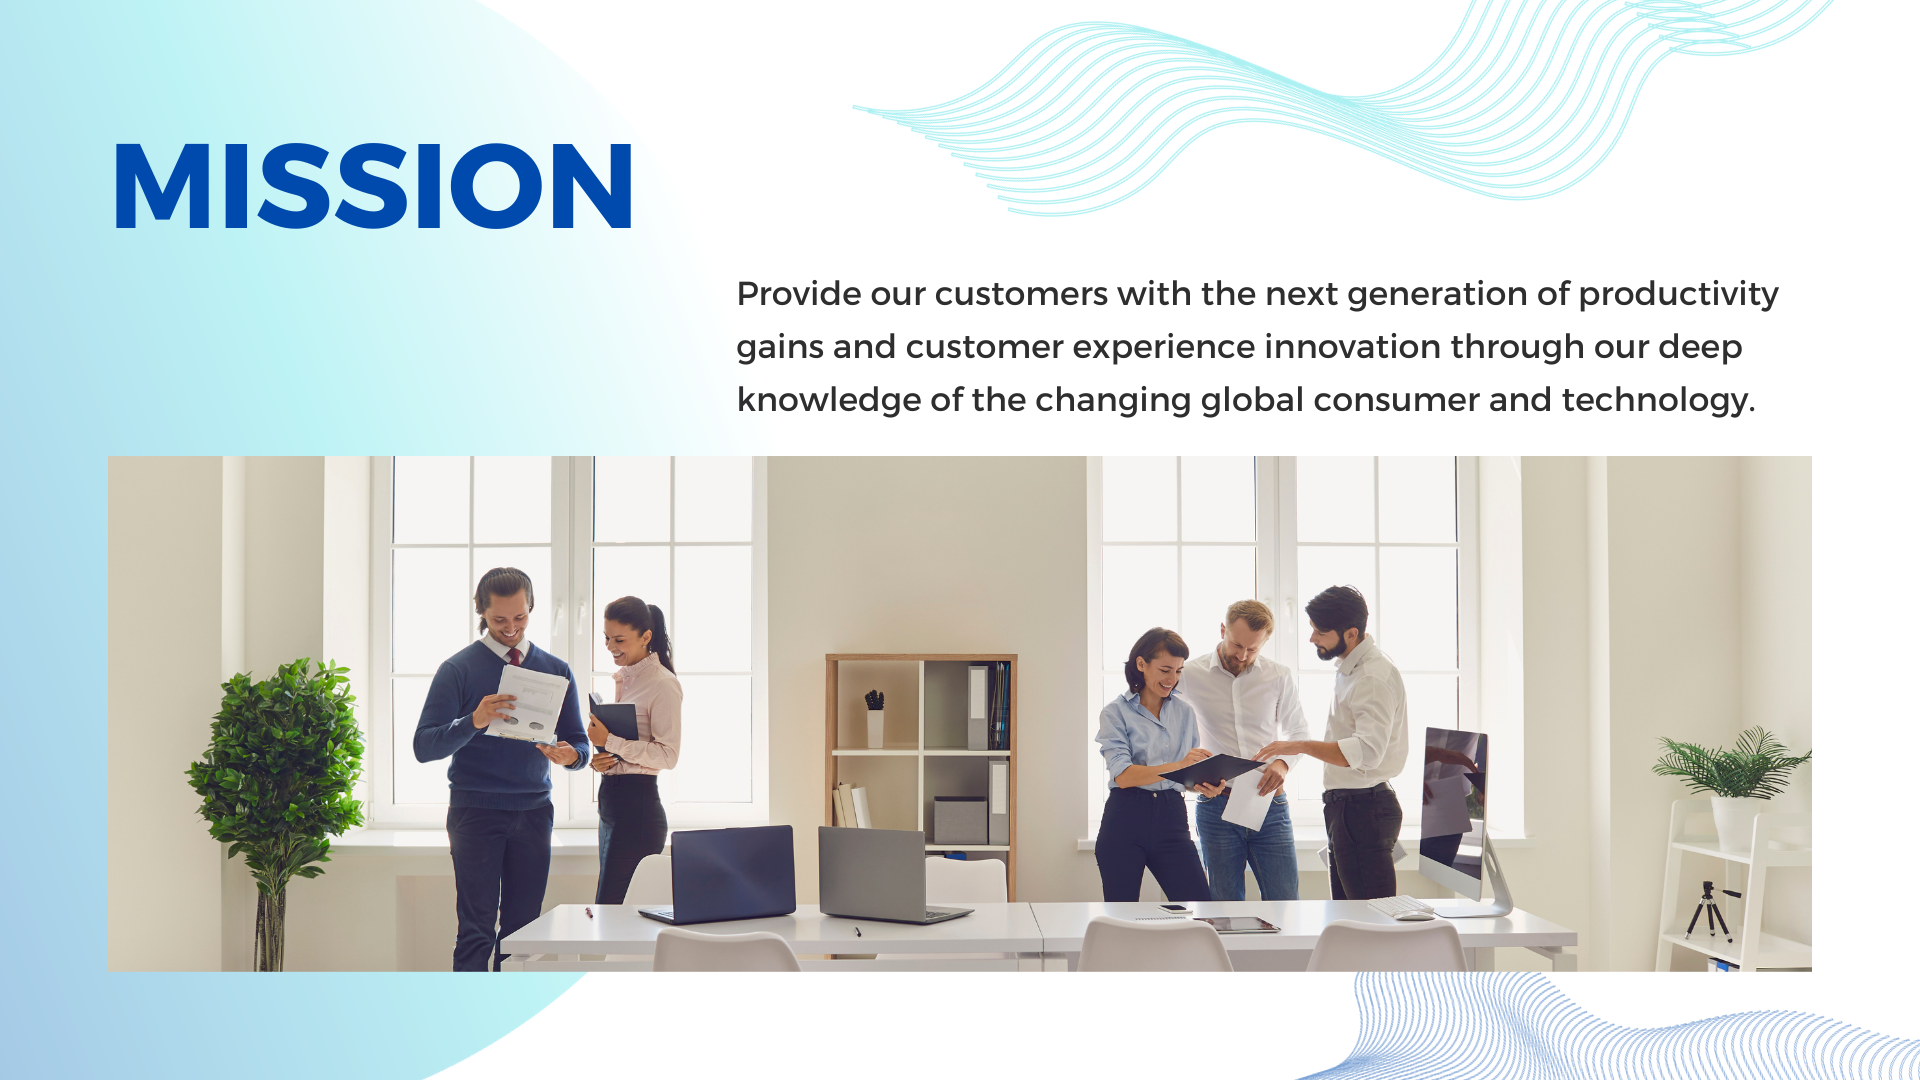 MISSION
Provide our customers with the next generation of productivity
gains and customer experience innovation through our deep
knowledge of the changing global consumer and technology.